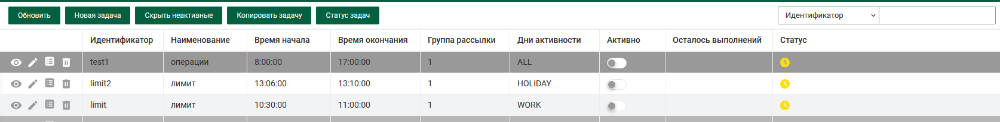 Обновить Новая задача Скрыть неактивные Копировать задачу Статус задач Идентификатор
Идентификатор Наименование Время начала Время окончания Группа рассылки Дни активности Активно Осталось выполнений Статус
test1 операции 8:00:00 17:00:00 1 ALL
limit2 лимит 13:06:00 13:10:00 1 HOLIDAY
limit лимит 10:30:00 11:00:00 1 WORK